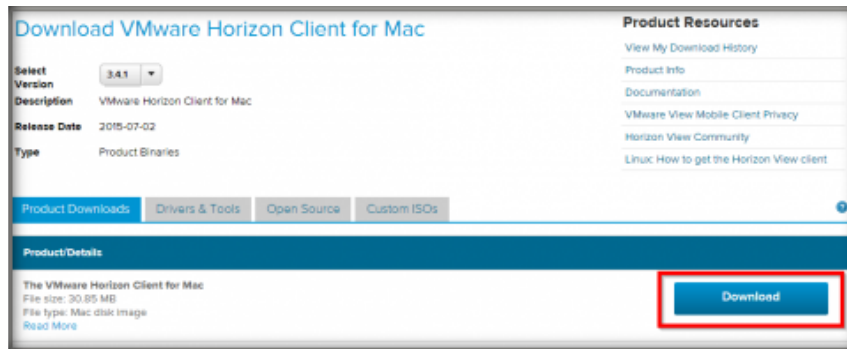 Download VMware Horizon Client for Mac
Select Version
3.4.1
Description VMware Horizon Client for Mac
Release Date 2015-07-02
Type Product Binaries
Product Resources
View My Download History
Product Info
Documentation
VMware View Mobile Client Privacy
Horizon View Community
Linux: How to get the Horizon View client
Product Downloads Drivers & Tools Open Source Custom ISOs
?
Product/Details
The VMware Horizon Client for Mac
File size: 30.85 MB
File type: Mac disk image
Read More
Download